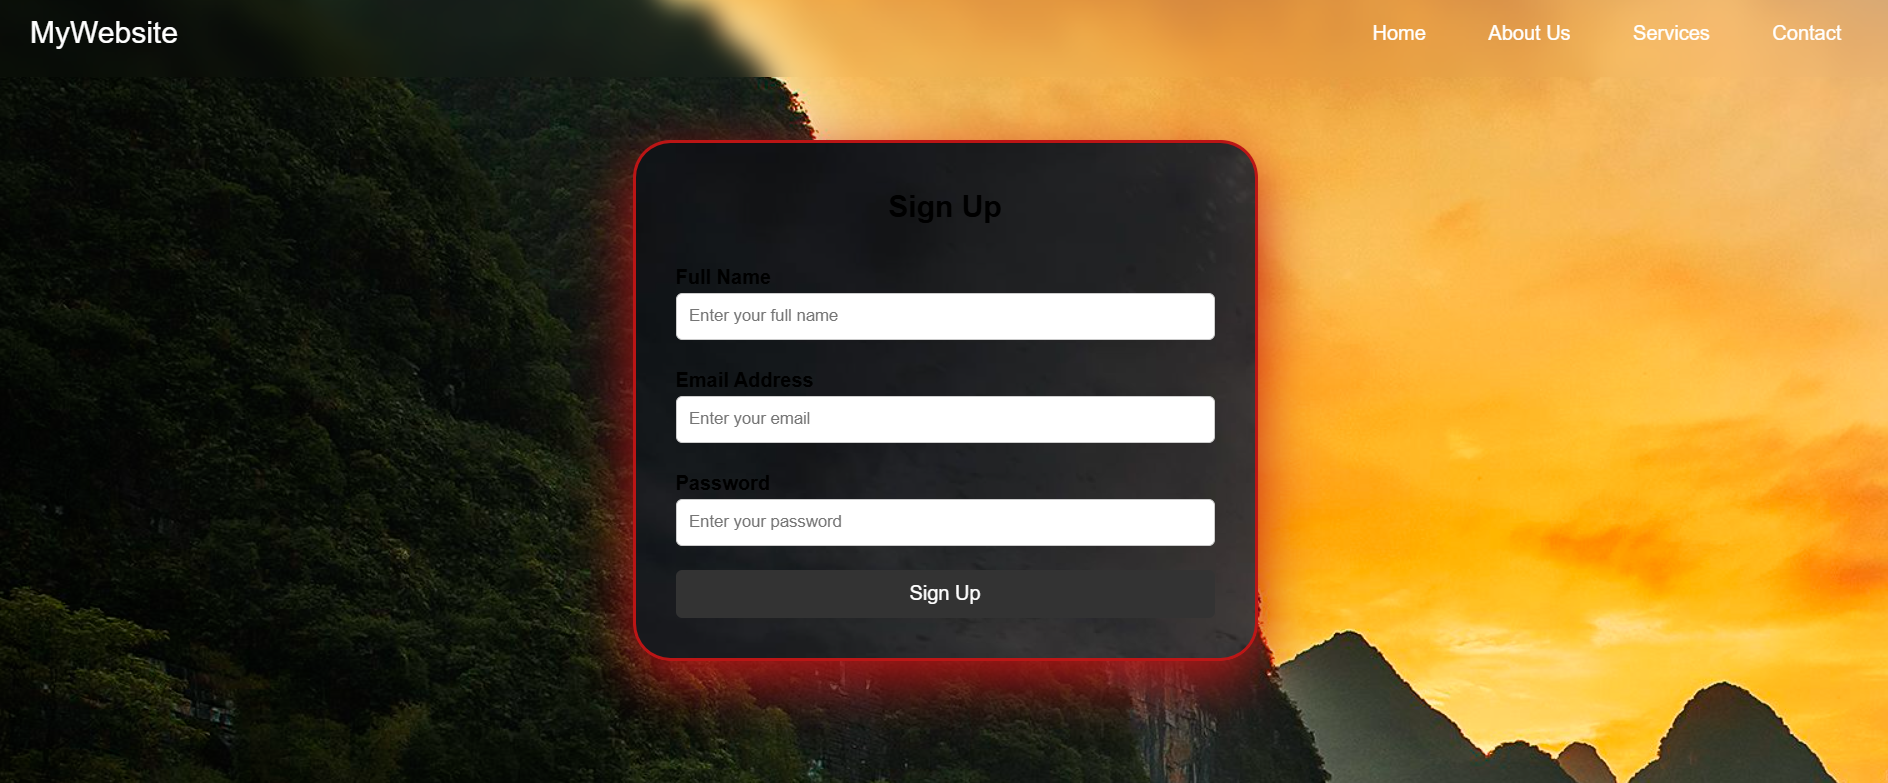 MyWebsite
Home About Us Services Contact
Sign Up
Full Name
Enter your full name
Email Address
Enter your email
Password
Enter your password
Sign Up